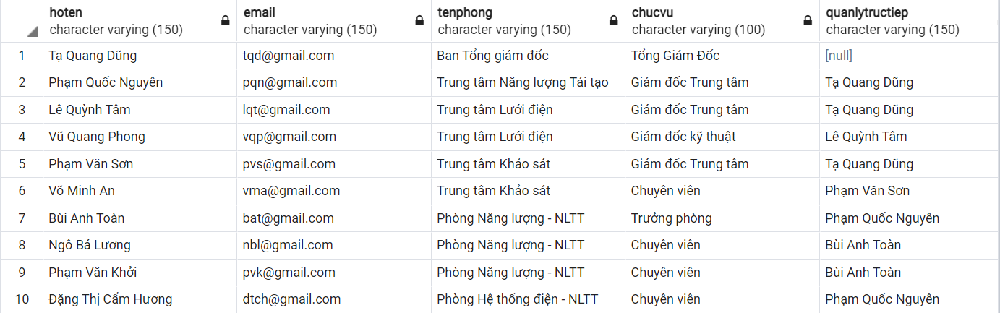 hoten email tenphong chucvu quanlytructiep
character varying (150) character varying (150) character varying (150) character varying (100) character varying (150)
1 Tạ Quang Dũng tqd@gmail.com Ban Tổng giám đốc Tổng Giám Đốc [null]
2 Phạm Quốc Nguyên pqn@gmail.com Trung tâm Năng lượng Tái tạo Giám đốc Trung tâm Tạ Quang Dũng
3 Lê Quỳnh Tâm lqt@gmail.com Trung tâm Lưới điện Giám đốc Trung tâm Tạ Quang Dũng
4 Vũ Quang Phong vqp@gmail.com Trung tâm Lưới điện Giám đốc kỹ thuật Lê Quỳnh Tâm
5 Phạm Văn Sơn pvs@gmail.com Trung tâm Khảo sát Giám đốc Trung tâm Tạ Quang Dũng
6 Võ Minh An vma@gmail.com Trung tâm Khảo sát Chuyên viên Phạm Văn Sơn
7 Bùi Anh Toàn bat@gmail.com Phòng Năng lượng - NLTT Trưởng phòng Phạm Quốc Nguyên
8 Ngô Bá Lương nbl@gmail.com Phòng Năng lượng - NLTT Chuyên viên Bùi Anh Toàn
9 Phạm Văn Khởi pvk@gmail.com Phòng Năng lượng - NLTT Chuyên viên Bùi Anh Toàn
10 Đặng Thị Cẩm Hương dtch@gmail.com Phòng Hệ thống điện - NLTT Chuyên viên Phạm Quốc Nguyên